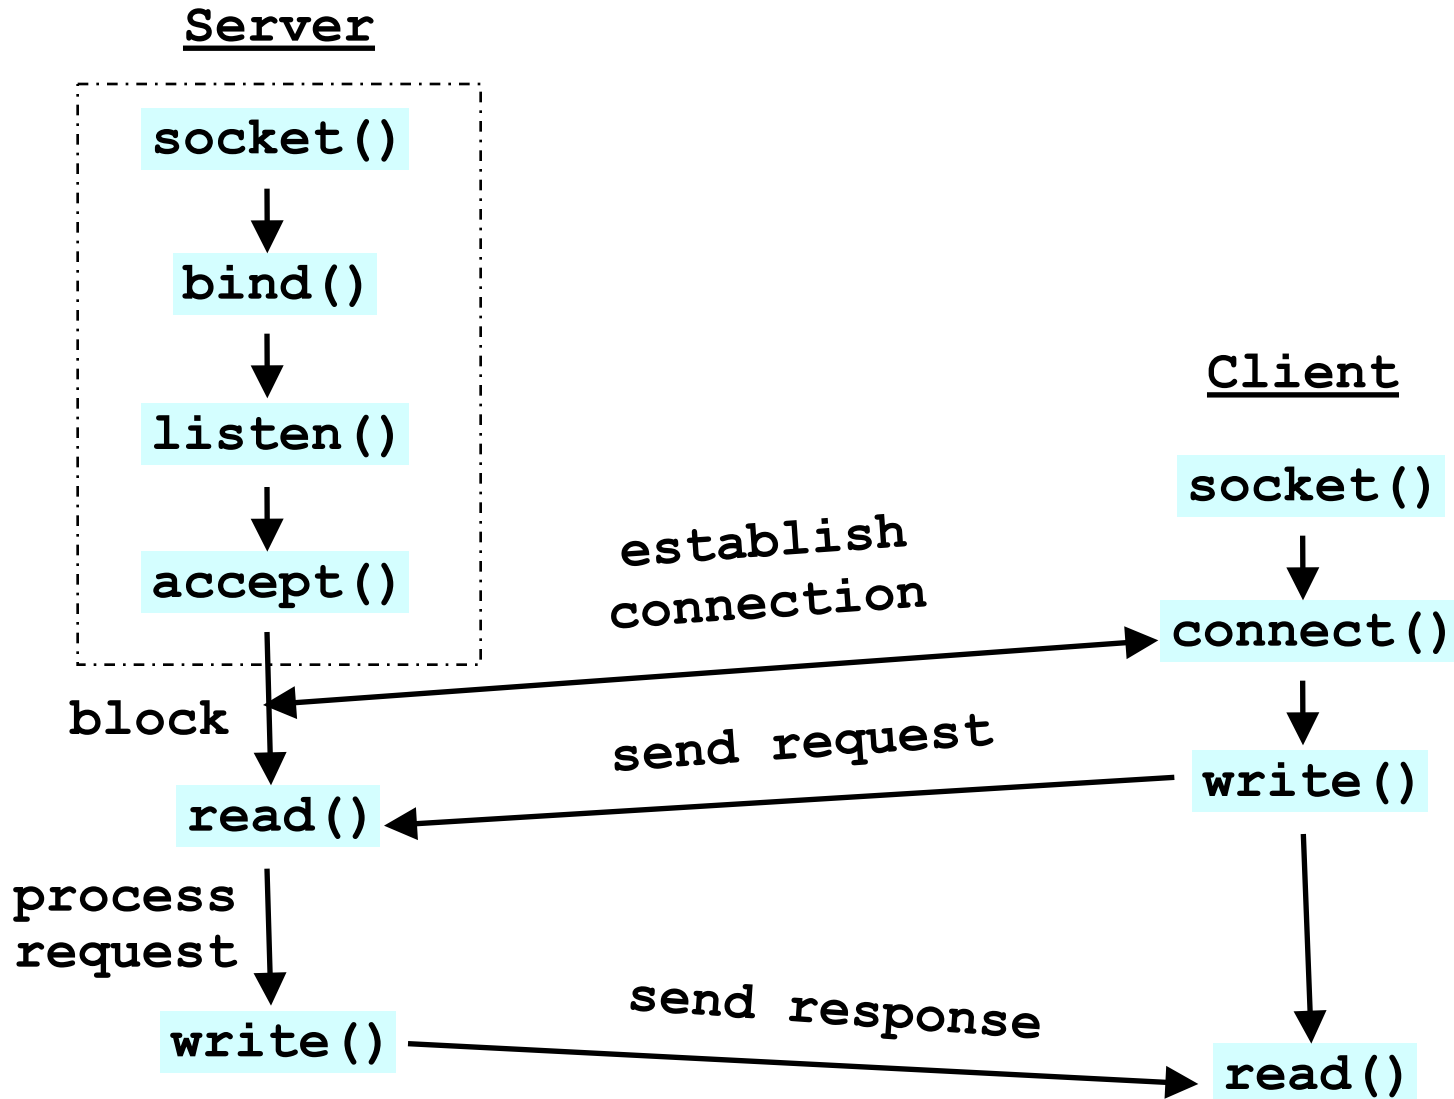 Server
socket()
bind()
listen()
accept()
block
read()
process
request
write()
establish
connection
send request
send response
Client
socket()
connect()
write()
read()